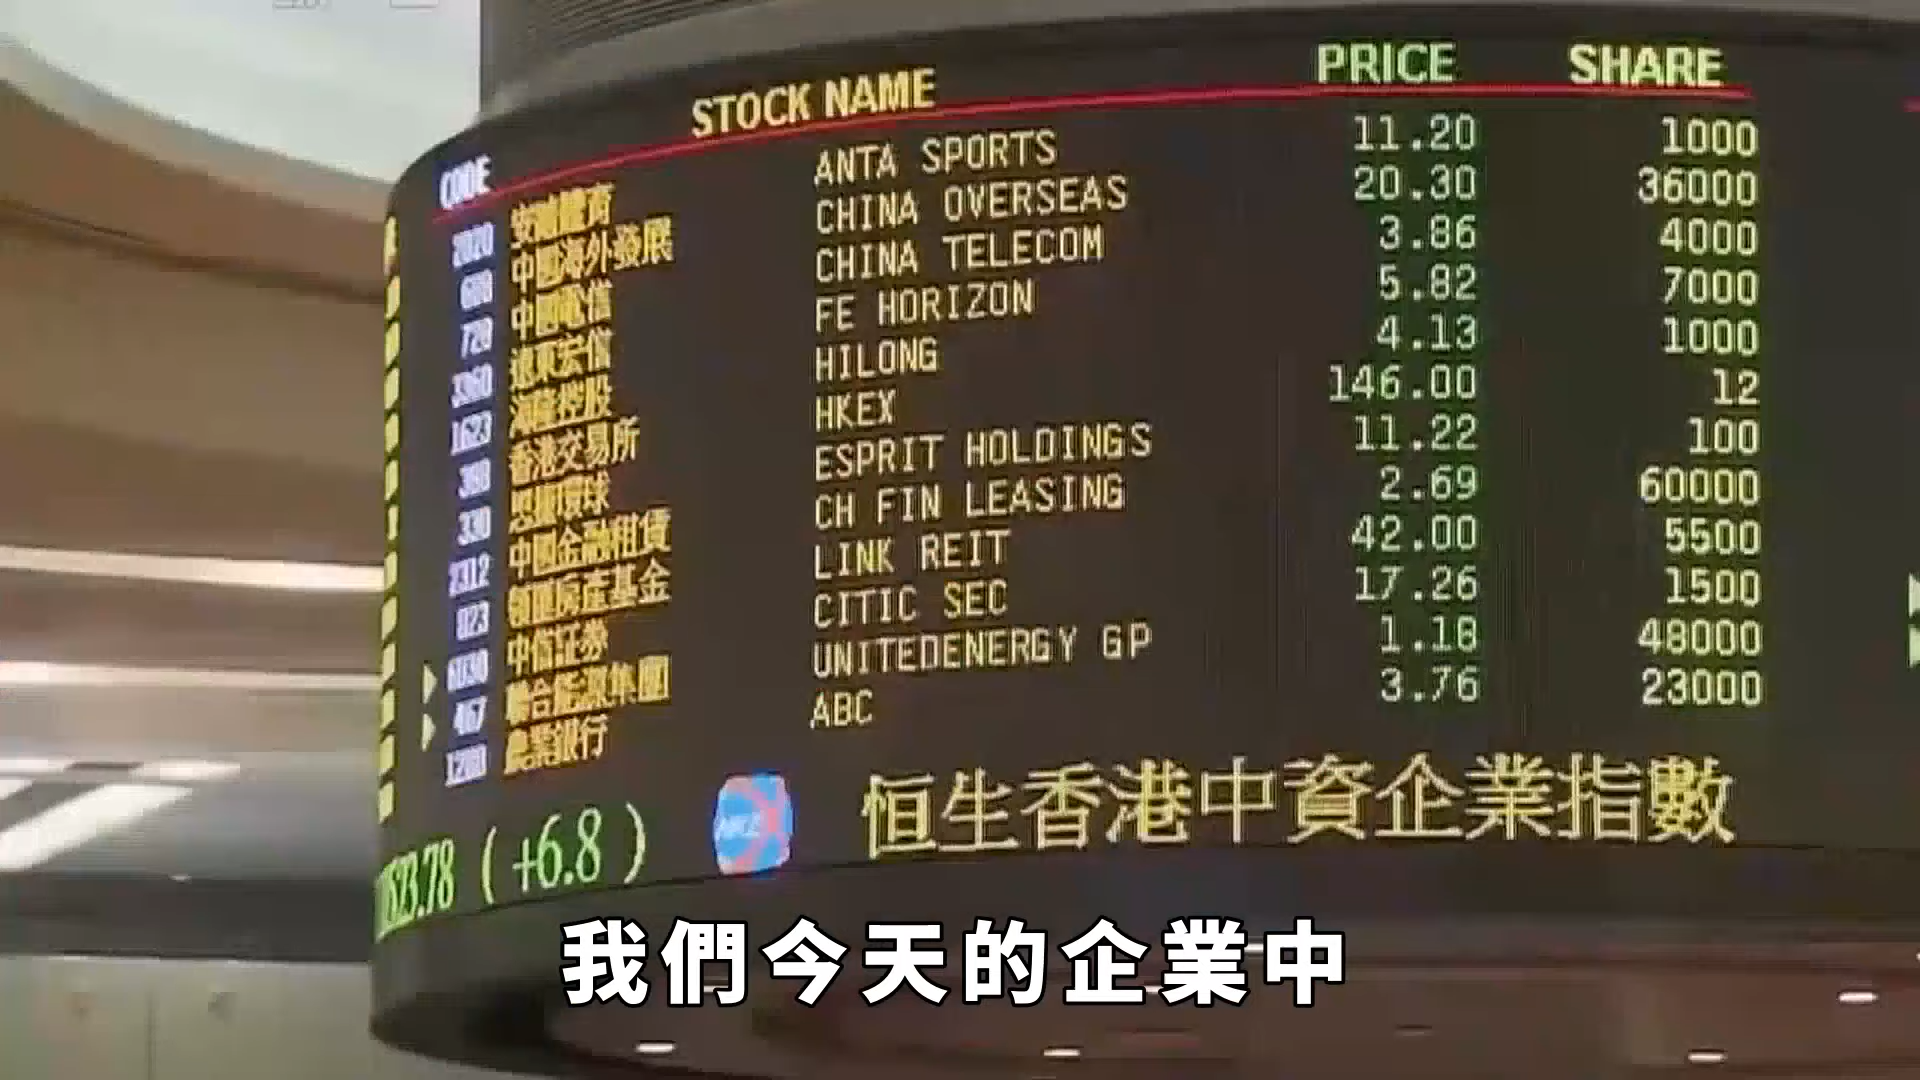 CODE STOCK NAME PRICE SHARE
2020 安踏體育 ANTA SPORTS 11.20 1000
688 中國海外發展 CHINA OVERSEAS 20.30 36000
728 中國電信 CHINA TELECOM 3.86 4000
3360 遠東宏信 FE HORIZON 5.82 7000
1623 海隆控股 HILONG 4.13 1000
388 香港交易所 HKEX 146.00 12
330 思捷環球 ESPRIT HOLDINGS 11.22 100
2312 中國金融租賃 CH FIN LEASING 2.69 60000
823 領匯房產基金 LINK REIT 42.00 5500
6030 中信証券 CITIC SEC 17.26 1500
467 聯合能源集團 UNITEDENERGY GP 1.18 48000
1288 農業銀行 ABC 3.76 23000
23.78 ( +6.8 ) 恒生香港中資企業指數
我們今天的企業中